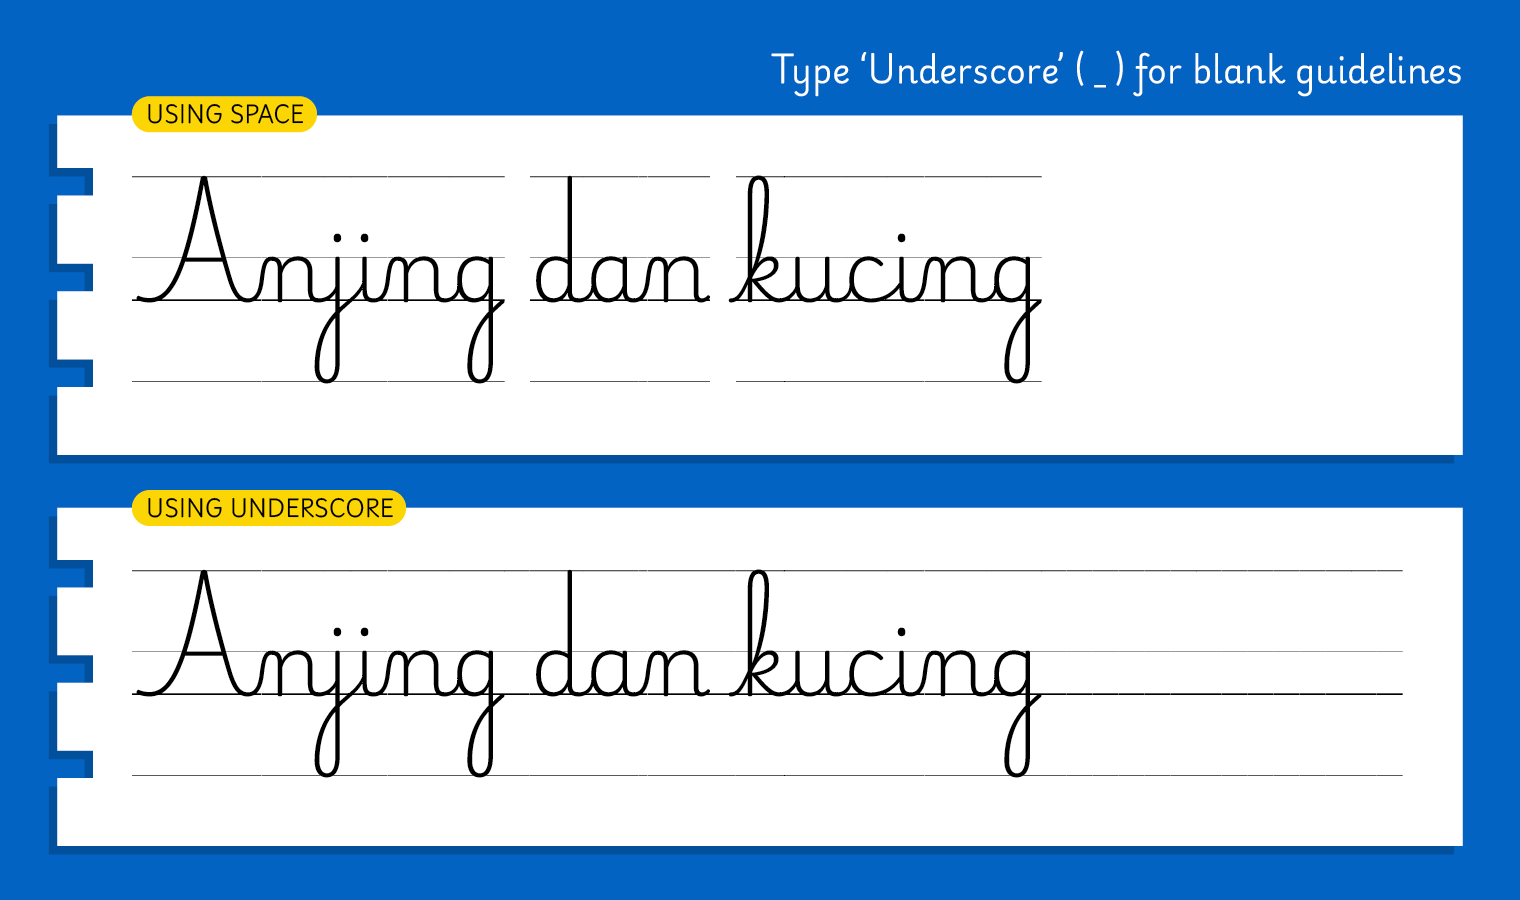 Type ‘Underscore’ ( _ ) for blank guidelines
USING SPACE
Anjing dan kucing
USING UNDERSCORE
Anjing dan kucing